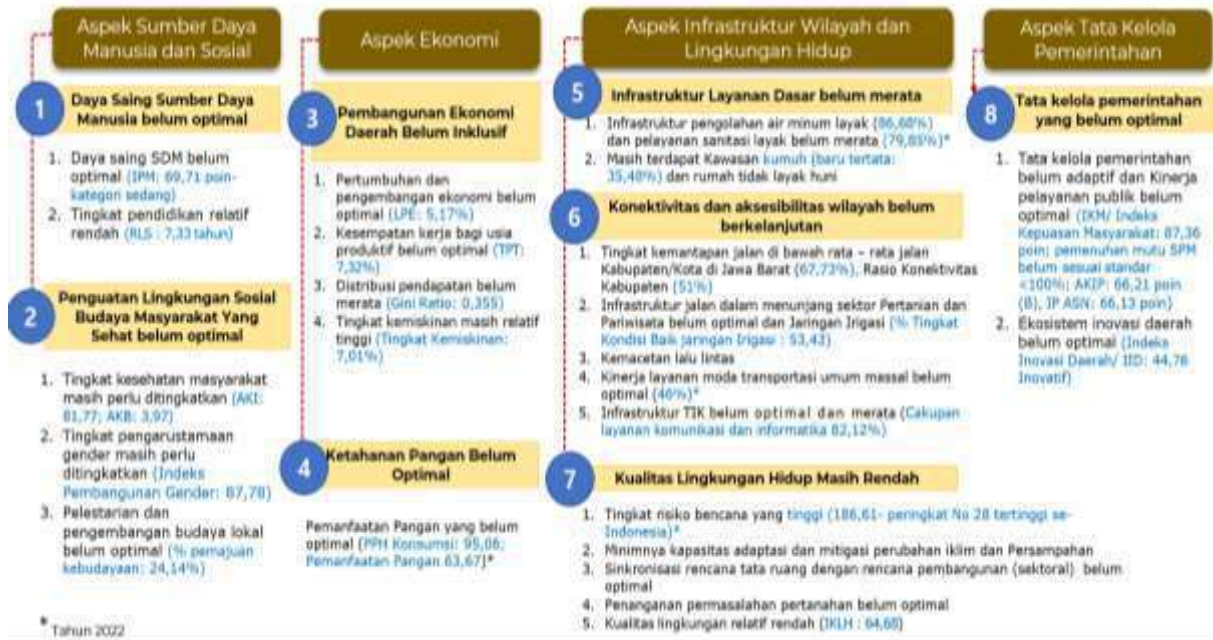 Aspek Sumber Daya
Manusia dan Sosial
1
Daya Saing Sumber Daya
Manusia belum optimal
1. Daya saing SDM belum
optimal (IPM: 69,71 poin-
kategori sedang)
2. Tingkat pendidikan relatif
rendah (RLS : 7,33 tahun)
2
Penguatan Lingkungan Sosial
Budaya Masyarakat Yang
Sehat belum optimal
1. Tingkat kesehatan masyarakat
masih perlu ditingkatkan (AKI:
81,77; AKB: 3,97)
2. Tingkat pengarustamaan
gender masih perlu
ditingkatkan (Indeks
Pembangunan Gender: 87,78)
3. Pelestarian dan
pengembangan budaya lokal
belum optimal (% pemajuan
kebudayaan: 24,14%)
* Tahun 2022
Aspek Ekonomi
3
Pembangunan Ekonomi
Daerah Belum Inklusif
1. Pertumbuhan dan
pengembangan ekonomi belum
optimal (LPE: 5,17%)
2. Kesempatan kerja bagi usia
produktif belum optimal (TPT:
7,32%)
3. Distribusi pendapatan belum
merata (Gini Ratio: 0,355)
4. Tingkat kemiskinan masih relatif
tinggi (Tingkat Kemiskinan:
7,01%)
4
Ketahanan Pangan Belum
Optimal
Pemanfaatan Pangan yang belum
optimal (PPH Konsumsi: 95,06;
Pemanfaatan Pangan 63,67)*
Aspek Infrastruktur Wilayah dan
Lingkungan Hidup
5
Infrastruktur Layanan Dasar belum merata
1. Infrastruktur pengolahan air minum layak (86,68%)
dan pelayanan sanitasi layak belum merata (79,85%)*
2. Masih terdapat Kawasan kumuh (baru tertata:
35,48%) dan rumah tidak layak huni
6
Konektivitas dan aksesibilitas wilayah belum
berkelanjutan
1. Tingkat kemantapan jalan di bawah rata – rata jalan
Kabupaten/Kota di Jawa Barat (67,73%), Rasio Konektivitas
Kabupaten (51%)
2. Infrastruktur jalan dalam menunjang sektor Pertanian dan
Pariwisata belum optimal dan Jaringan Irigasi (% Tingkat
Kondisi Baik jaringan Irigasi : 53,43)
3. Kemacetan lalu lintas
4. Kinerja layanan moda transportasi umum massal belum
optimal (46%)*
5. Infrastruktur TIK belum optimal dan merata (Cakupan
layanan komunikasi dan informatika 82,12%)
7
Kualitas Lingkungan Hidup Masih Rendah
1. Tingkat risiko bencana yang tinggi (186,61- peringkat No 28 tertinggi se-
Indonesia)*
2. Minimnya kapasitas adaptasi dan mitigasi perubahan iklim dan Persampahan
3. Sinkronisasi rencana tata ruang dengan rencana pembangunan (sektoral) belum
optimal
4. Penanganan permasalahan pertanahan belum optimal
5. Kualitas lingkungan relatif rendah (IKLH : 64,68)
Aspek Tata Kelola
Pemerintahan
8
Tata kelola pemerintahan
yang belum optimal
1. Tata kelola pemerintahan
belum adaptif dan Kinerja
pelayanan publik belum
optimal (IKM/ Indeks
Kepuasan Masyarakat: 87,36
poin; pemenuhan mutu SPM
belum sesuai standar
<100%; AKIP: 66,21 poin
(B), IP ASN: 66,13 poin)
2. Ekosistem inovasi daerah
belum optimal (Indeks
Inovasi Daerah/ IID: 44,76
Inovatif)